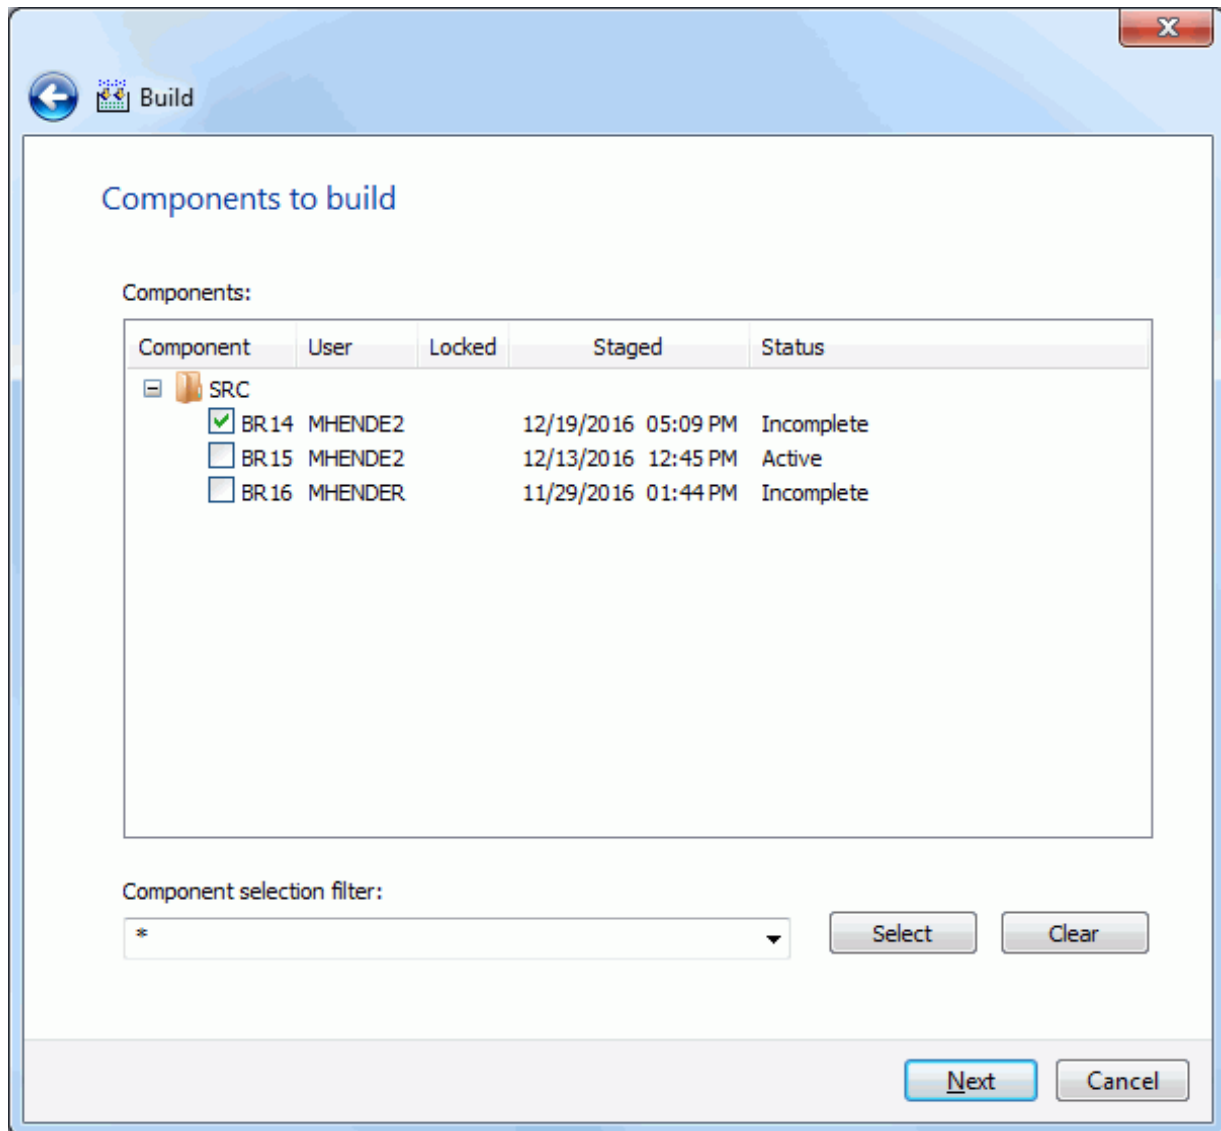 Build
Components to build
Components:
Component User Locked Staged Status
SRC
BR14 MHENDE2 12/19/2016 05:09 PM Incomplete
BR15 MHENDE2 12/13/2016 12:45 PM Active
BR16 MHENDER 11/29/2016 01:44 PM Incomplete
Component selection filter:
* Select Clear
Next Cancel